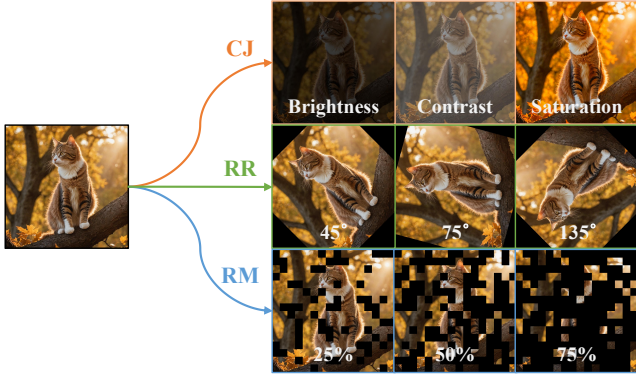 CJ
Brightness Contrast Saturation
RR
45° 75° 135°
RM
25% 50% 75%